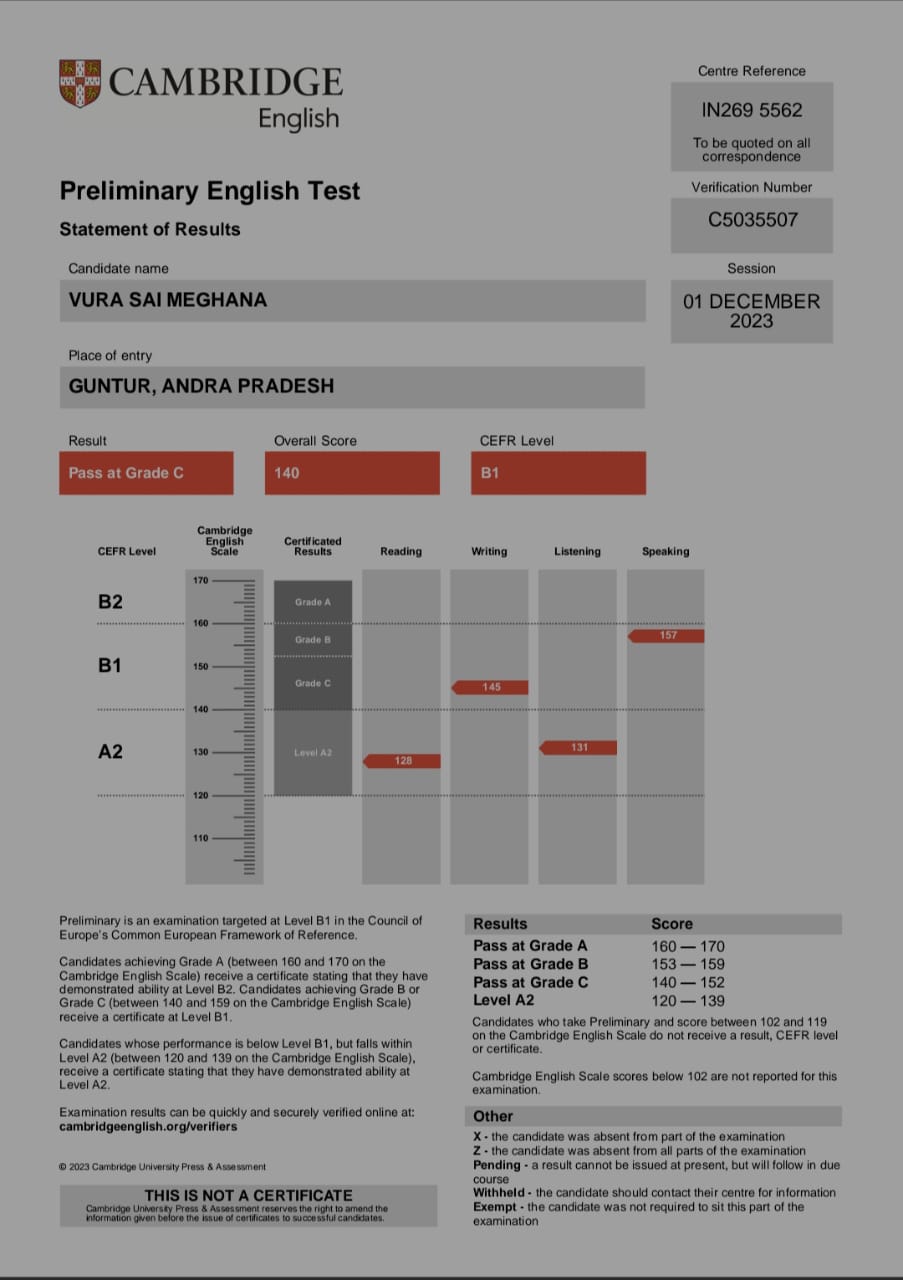 CAMBRIDGE
English
Centre Reference
IN269 5562
To be quoted on all
correspondence
Preliminary English Test
Verification Number
C5035507
Statement of Results
Candidate name
Session
VURA SAI MEGHANA
01 DECEMBER
2023
Place of entry
GUNTUR, ANDRA PRADESH
Result
Overall Score
CEFR Level
Pass at Grade C
140
B1
CEFR Level
Cambridge
English
Scale
Certificated
Results
Reading
Writing
Listening
Speaking
170
B2
Grade A
160
Grade B
157
B1
150
Grade C
145
140
A2
130
Level A2
128
131
120
110
Preliminary is an examination targeted at Level B1 in the Council of
Europe's Common European Framework of Reference.
Candidates achieving Grade A (between 160 and 170 on the
Cambridge English Scale) receive a certificate stating that they have
demonstrated ability at Level B2. Candidates achieving Grade B or
Grade C (between 140 and 159 on the Cambridge English Scale)
receive a certificate at Level B1.
Candidates whose performance is below Level B1, but falls within
Level A2 (between 120 and 139 on the Cambridge English Scale),
receive a certificate stating that they have demonstrated ability at
Level A2.
Examination results can be quickly and securely verified online at:
cambridgeenglish.org/verifiers
© 2023 Cambridge University Press & Assessment
THIS IS NOT A CERTIFICATE
Cambridge University Press & Assessment reserves the right to amend the
information given before the issue of certificates to successful candidates.
Results Score
Pass at Grade A 160 — 170
Pass at Grade B 153 — 159
Pass at Grade C 140 — 152
Level A2 120 — 139
Candidates who take Preliminary and score between 102 and 119
on the Cambridge English Scale do not receive a result, CEFR level
or certificate.
Cambridge English Scale scores below 102 are not reported for this
examination.
Other
X - the candidate was absent from part of the examination
Z - the candidate was absent from all parts of the examination
Pending - a result cannot be issued at present, but will follow in due
course
Withheld - the candidate should contact their centre for information
Exempt - the candidate was not required to sit this part of the
examination